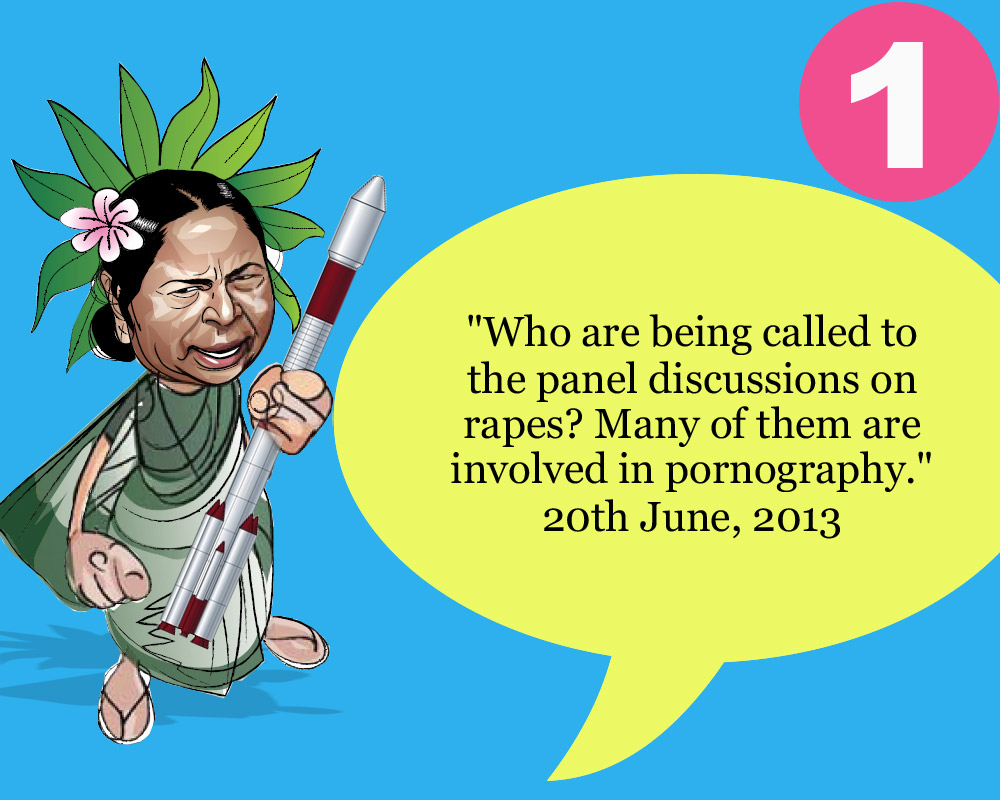 1
"Who are being called to
the panel discussions on
rapes? Many of them are
involved in pornography."
20th June, 2013